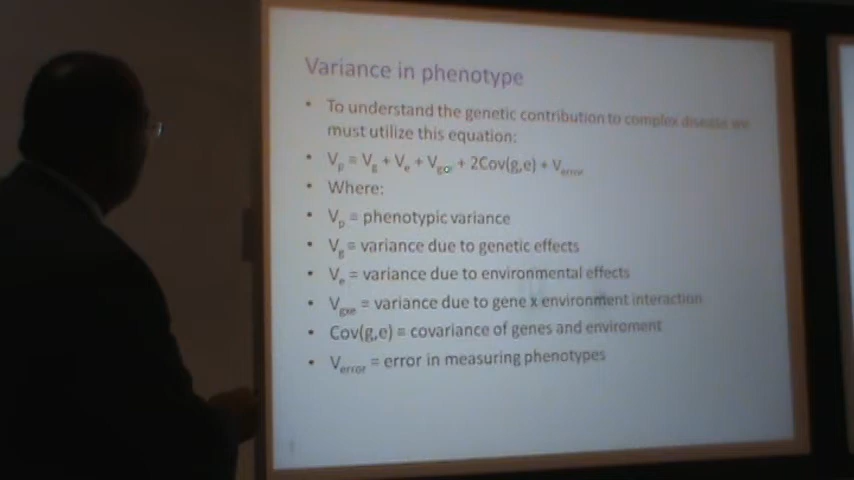 Variance in phenotype
• To understand the genetic contribution to complex disease we
must utilize this equation:
• Vp = Vg + Ve + Vgxe + 2Cov(g,e) + Verror
• Where:
• Vp = phenotypic variance
• Vg = variance due to genetic effects
• Ve = variance due to environmental effects
• Vgxe = variance due to gene x environment interaction
• Cov(g,e) = covariance of genes and enviroment
• Verror = error in measuring phenotypes